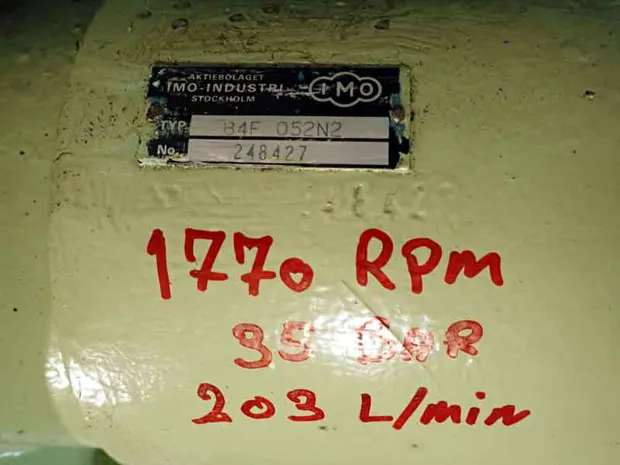 AKTIEBOLAGET
IMO-INDUSTRI
STOCKHOLM
IMO
TYP B4F 052N2
No. 248427
1770 RPM
35 BAR
203 L/min